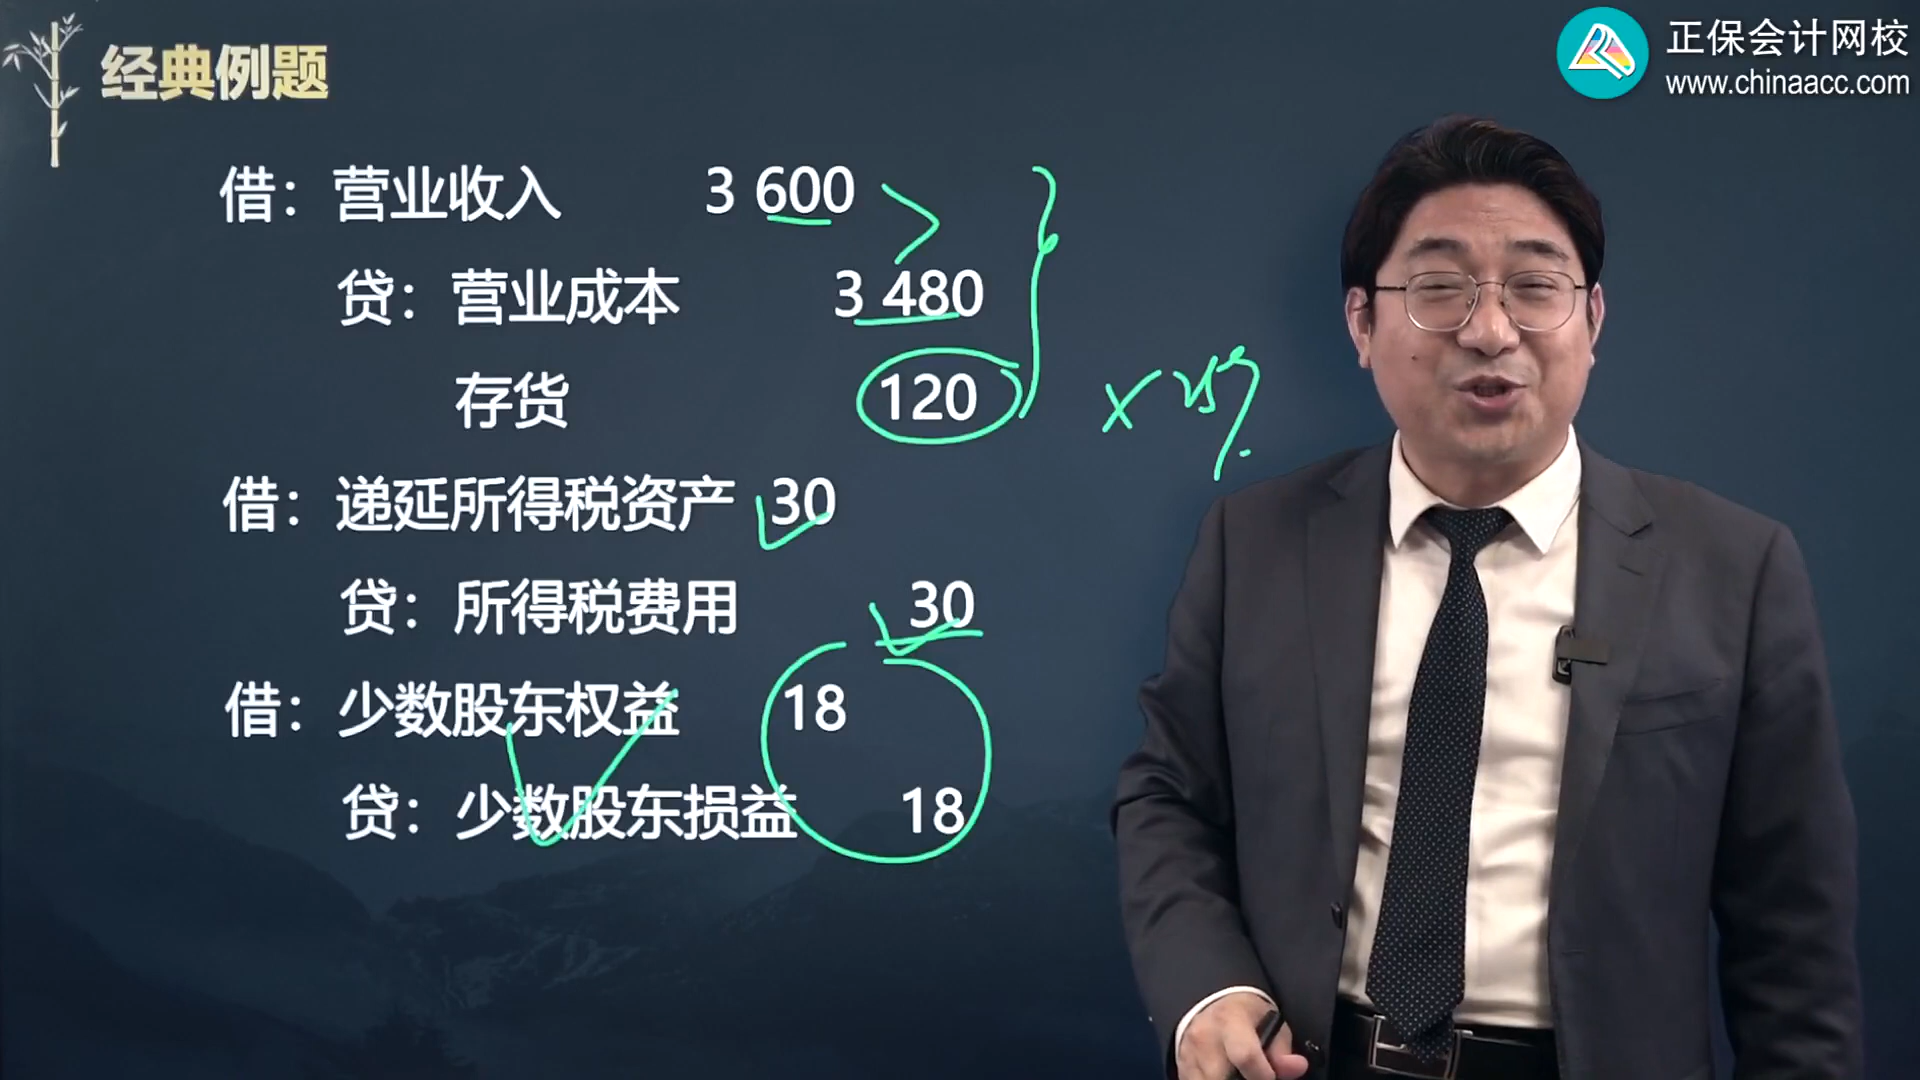 经典例题
正保会计网校
www.chinaacc.com
借：营业收入 3 600
贷：营业成本 3 480
存货 120
× 25%
借：递延所得税资产 30
贷：所得税费用 30
借：少数股东权益 18
贷：少数股东损益 18